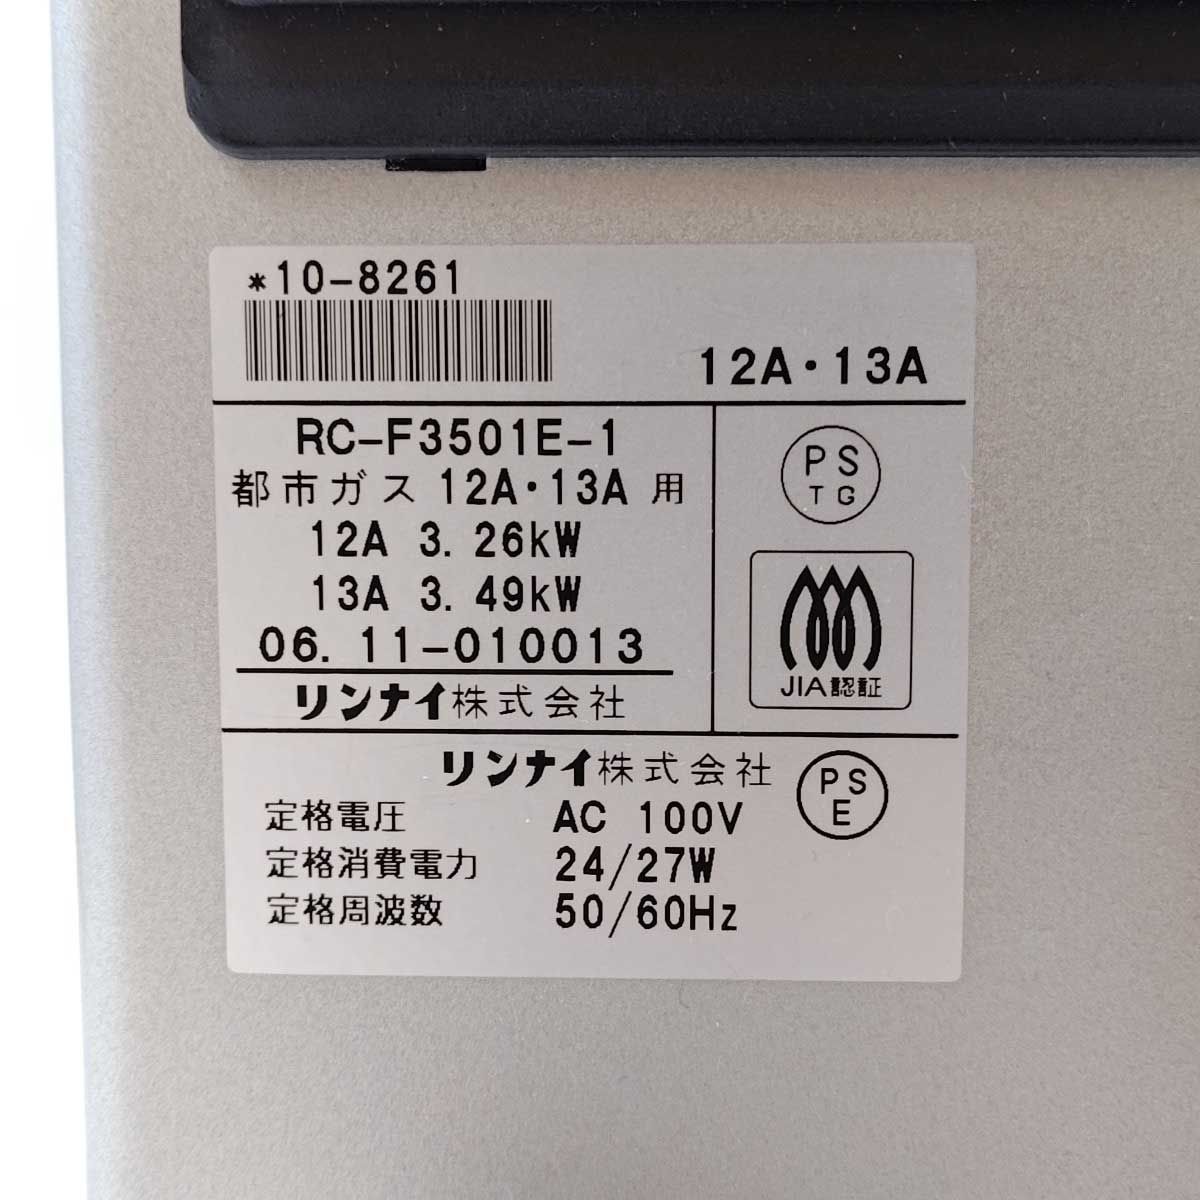 *10-8261
12A・13A
RC-F3501E-1
都市ガス 12A・13A 用
12A 3.26kW
13A 3.49kW
06.11-010013
リンナイ株式会社
PS
TG
JIA認証
リンナイ株式会社
PS
E
定格電圧 AC 100V
定格消費電力 24/27W
定格周波数 50/60Hz